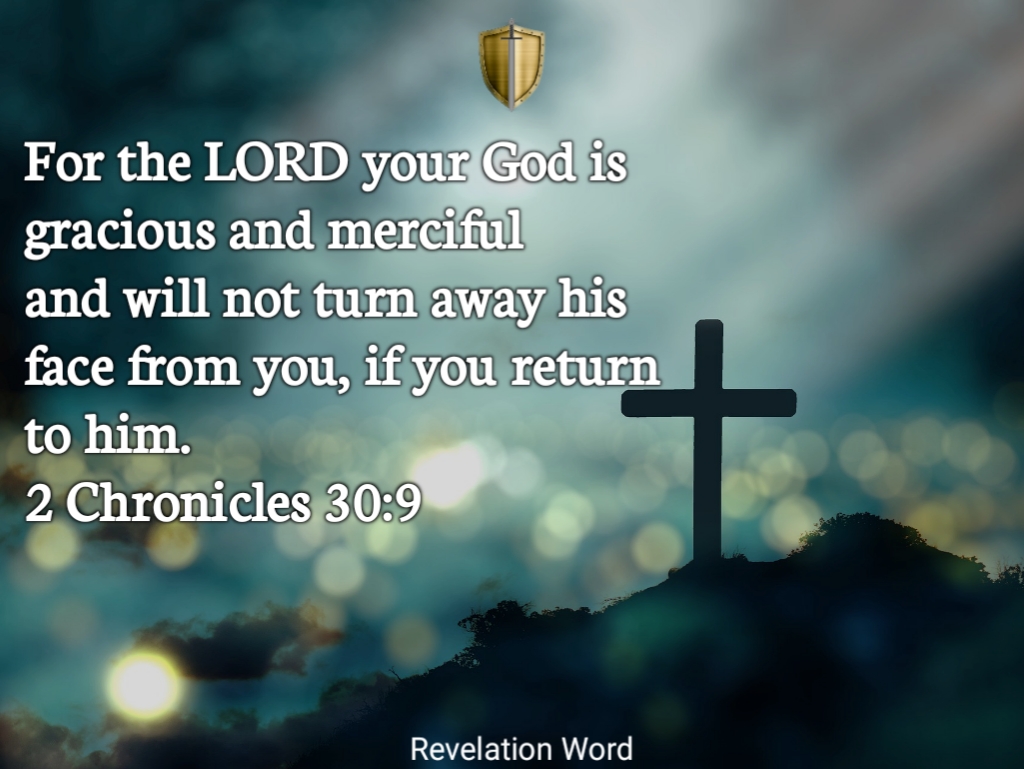 For the LORD your God is
gracious and merciful
and will not turn away his
face from you, if you return
to him.
2 Chronicles 30:9
Revelation Word